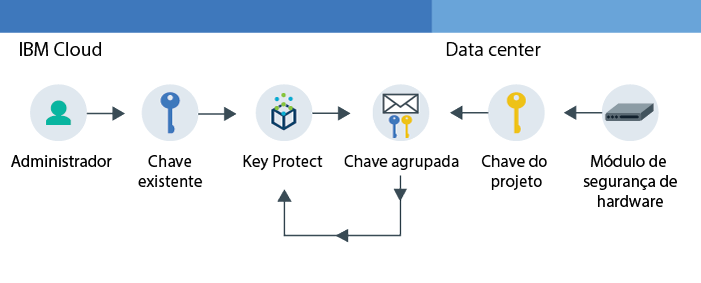 IBM Cloud
Data center
Administrador
Chave
existente
Key Protect
Chave agrupada
Chave do
projeto
Módulo de
segurança de
hardware